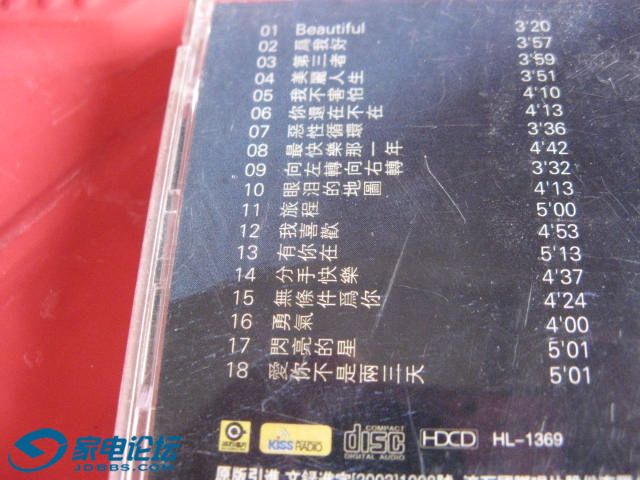 01 Beautiful 3'20
02 爲我好 3'57
03 第三者 3'59
04 美麗人生 3'51
05 我不害怕 4'10
06 你還在不在 4'13
07 惡性循環 3'36
08 最快樂那一年 4'42
09 向左轉向右轉 3'32
10 眼泪的地圖 4'13
11 旅程 5'00
12 我喜歡 4'53
13 有你在 5'13
14 分手快樂 4'37
15 無條件爲你 4'24
16 勇氣 4'00
17 閃亮的星 5'01
18 愛你不是兩三天 5'01
KISS RADIO
COMPACT disc DIGITAL AUDIO
HDCD
HL-1369
家电论坛
JDBBS.COM
原版引進